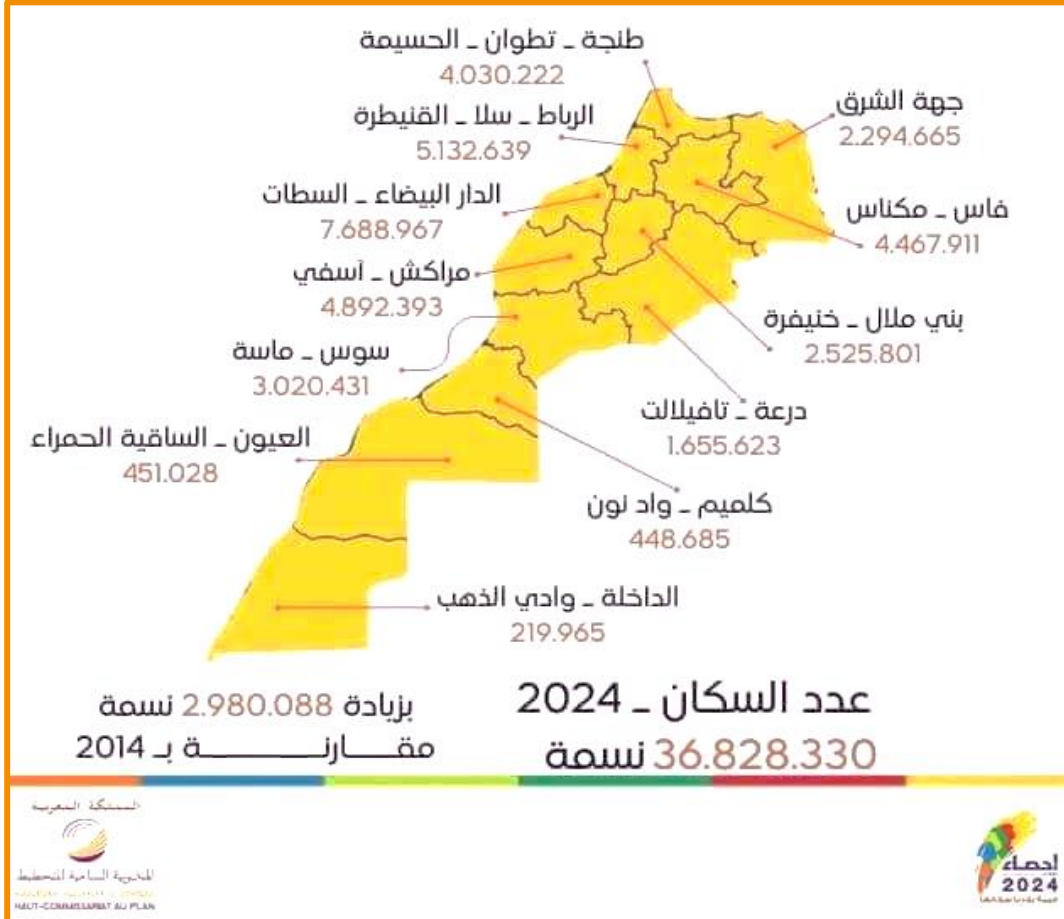 طنجة - تطوان - الحسيمة
4.030.222
جهة الشرق
2.294.665
الرباط - سلا - القنيطرة
5.132.639
الدار البيضاء - السطات
7.688.967
فاس - مكناس
4.467.911
مراكش - آسفي
4.892.393
بني ملال - خنيفرة
2.525.801
سوس - ماسة
3.020.431
درعة - تافيلالت
1.655.623
العيون - الساقية الحمراء
451.028
كلميم - واد نون
448.685
الداخلة - وادي الذهب
219.965
عدد السكان - 2024
36.828.330 نسمة
بزيادة 2.980.088 نسمة
مقـــارنـــــــــة بـ 2014
المملكة المغربية
المندوبية السامية للتخطيط
HAUT-COMMISSARIAT AU PLAN
إحصاء
2024